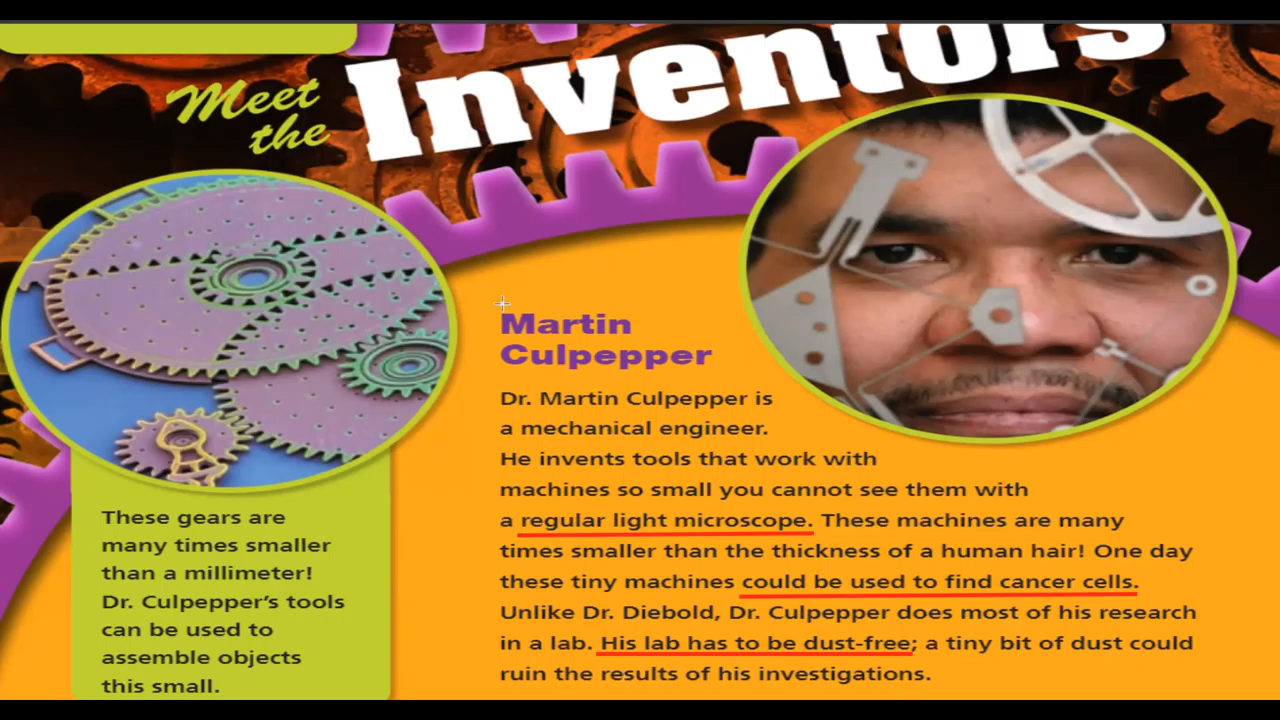 Meet
the
Inventors
Martin
Culpepper
Dr. Martin Culpepper is
a mechanical engineer.
He invents tools that work with
machines so small you cannot see them with
a regular light microscope. These machines are many
times smaller than the thickness of a human hair! One day
these tiny machines could be used to find cancer cells.
Unlike Dr. Diebold, Dr. Culpepper does most of his research
in a lab. His lab has to be dust-free; a tiny bit of dust could
ruin the results of his investigations.
These gears are
many times smaller
than a millimeter!
Dr. Culpepper's tools
can be used to
assemble objects
this small.